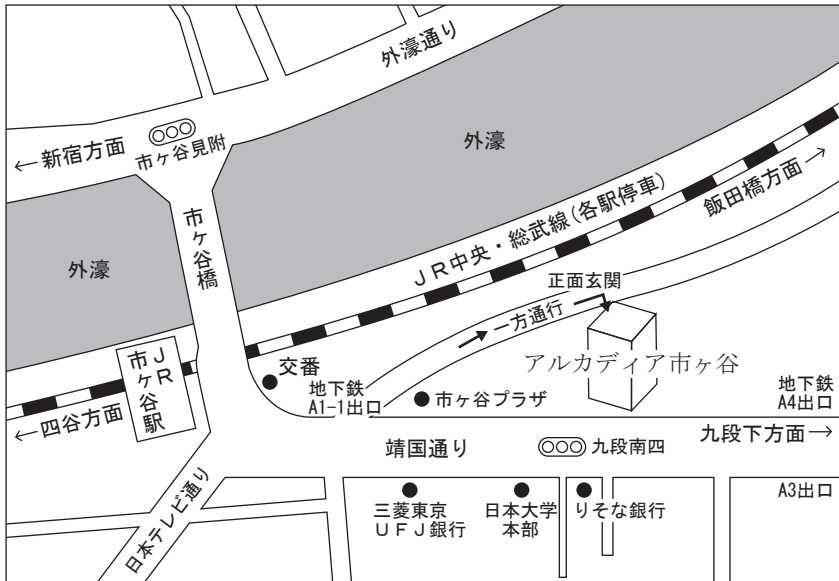 外濠通り
←新宿方面
市ヶ谷見附
外濠
飯田橋方面→
市ヶ谷橋
JR中央・総武線(各駅停車)
外濠
正面玄関
→一方通行
アルカディア市ヶ谷
JR
市ヶ谷駅
交番
地下鉄
A1-1出口
市ヶ谷プラザ
地下鉄
A4出口
←四谷方面
靖国通り
九段南四
九段下方面→
日本テレビ通り
三菱東京
UFJ銀行
日本大学
本部
りそな銀行
A3出口